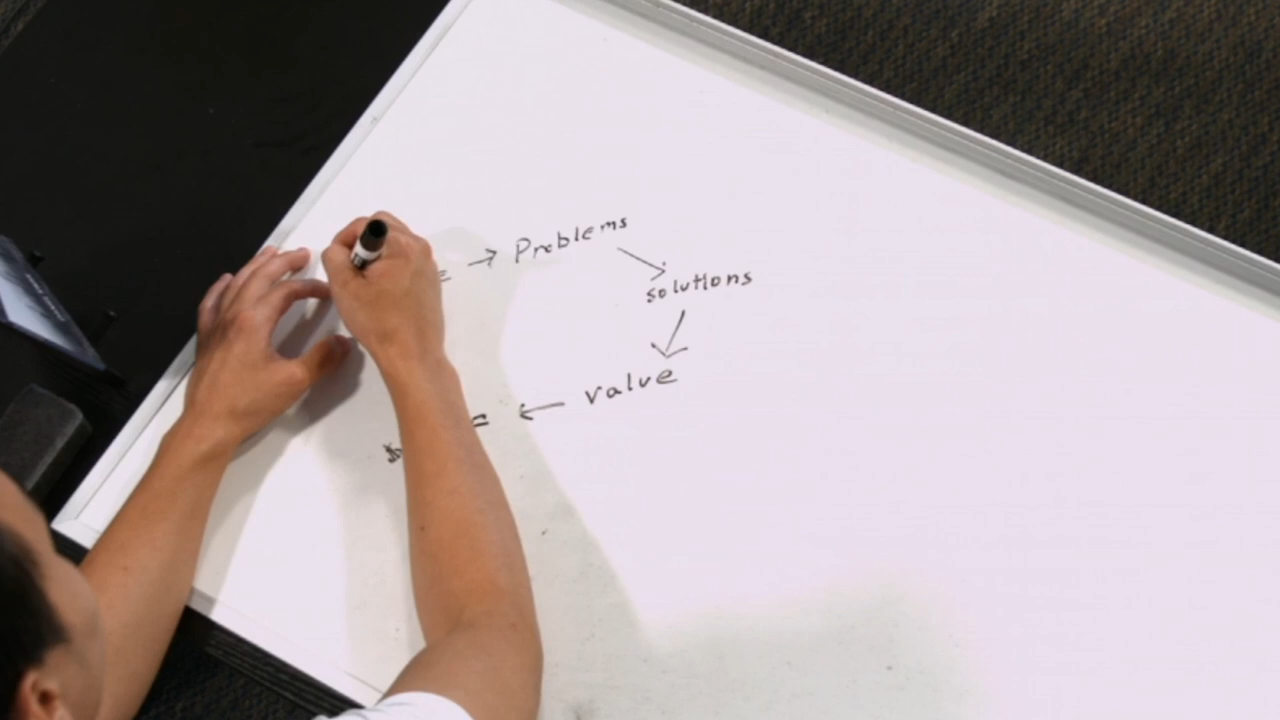 → Problems
solutions
value
←